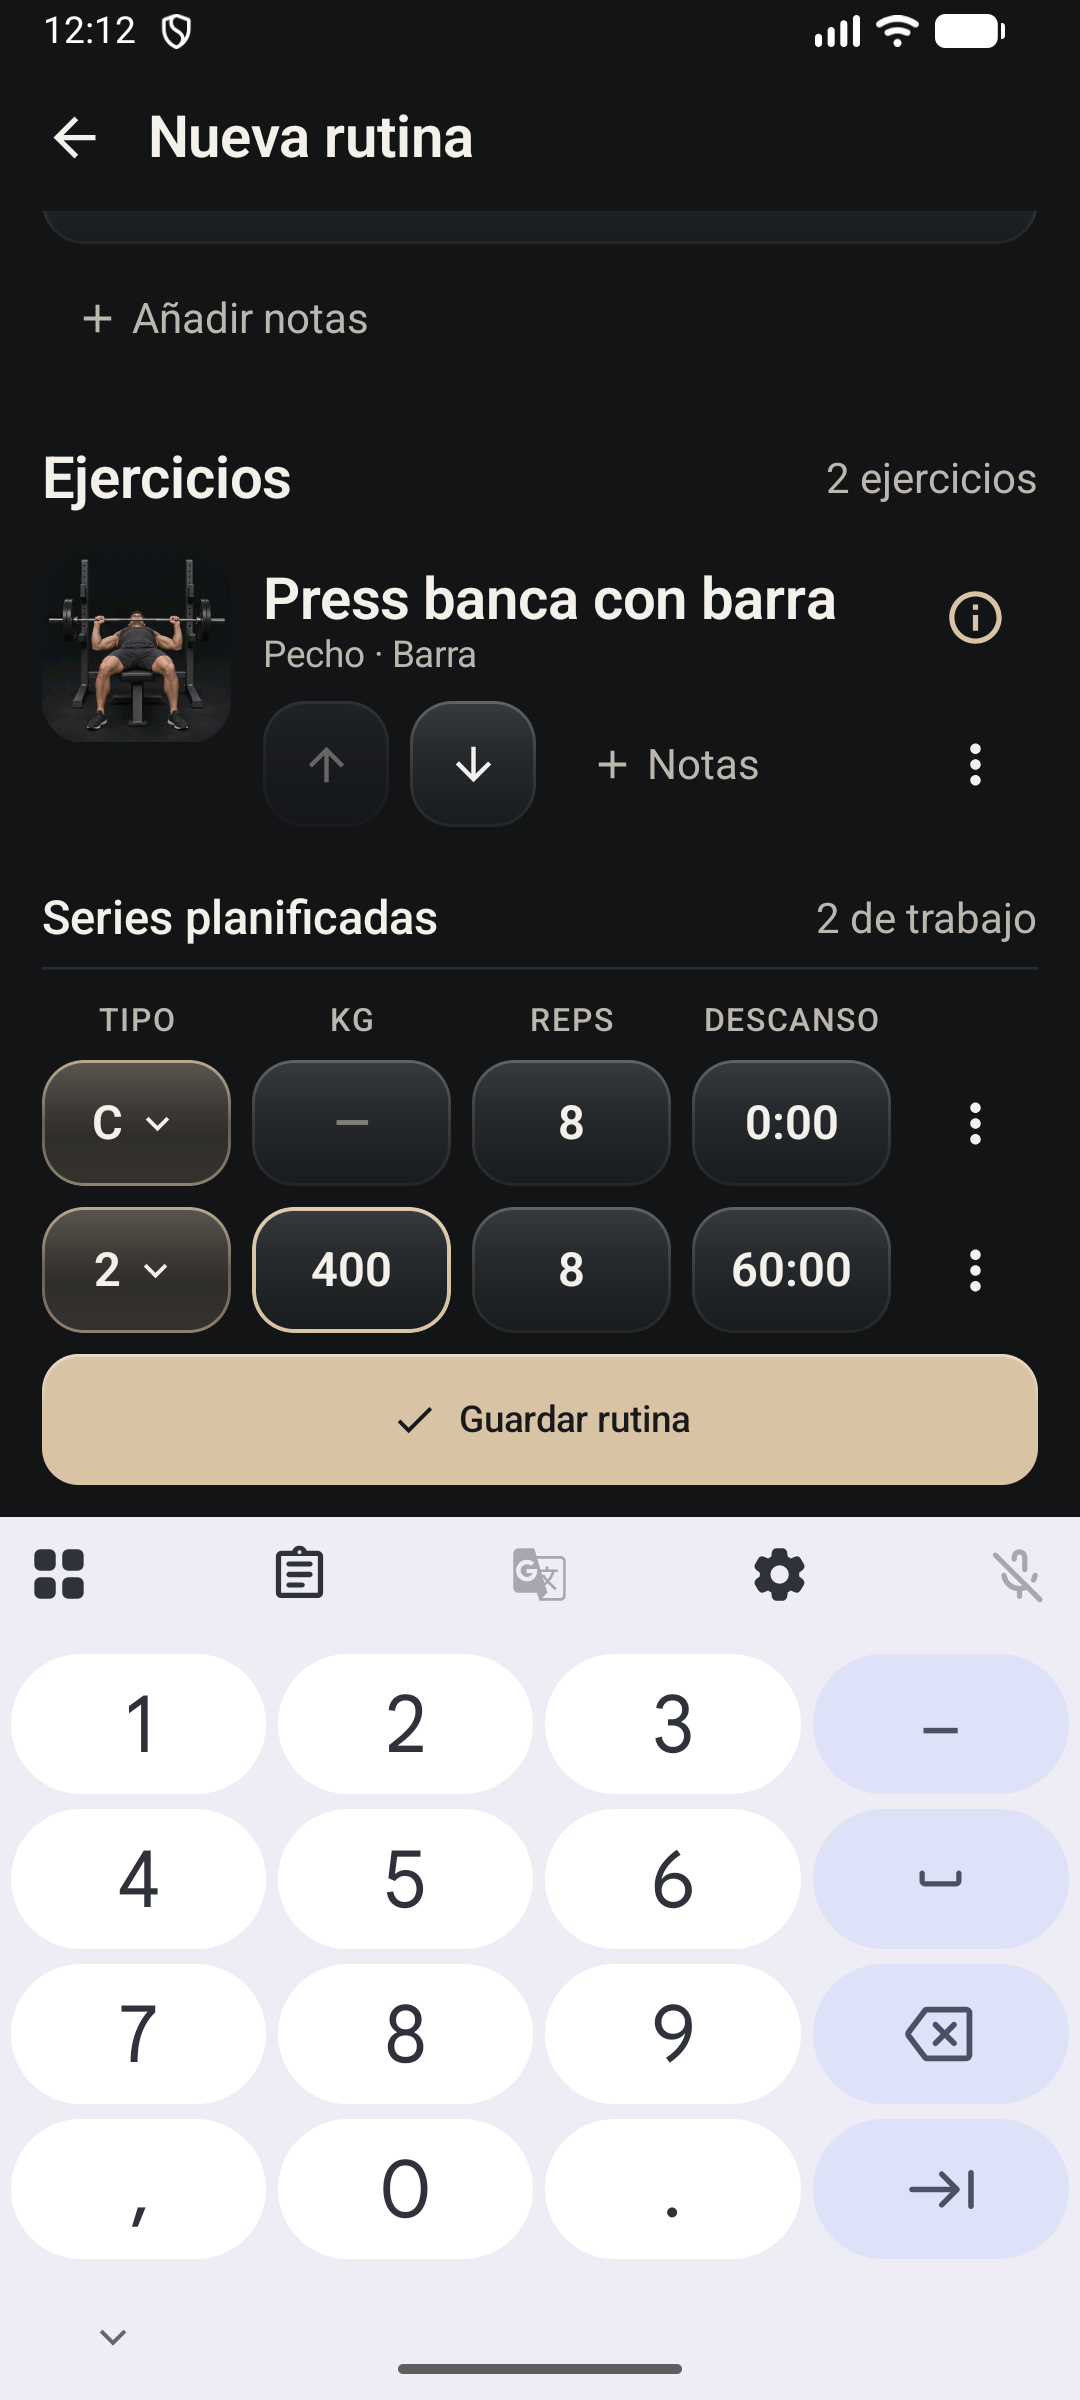 12:12
Nueva rutina
+ Añadir notas
Ejercicios
2 ejercicios
Press banca con barra
Pecho · Barra
+ Notas
Series planificadas
2 de trabajo
TIPO KG REPS DESCANSO
C — 8 0:00
2 400 8 60:00
Guardar rutina
1 2 3 –
4 5 6
7 8 9
, 0 .